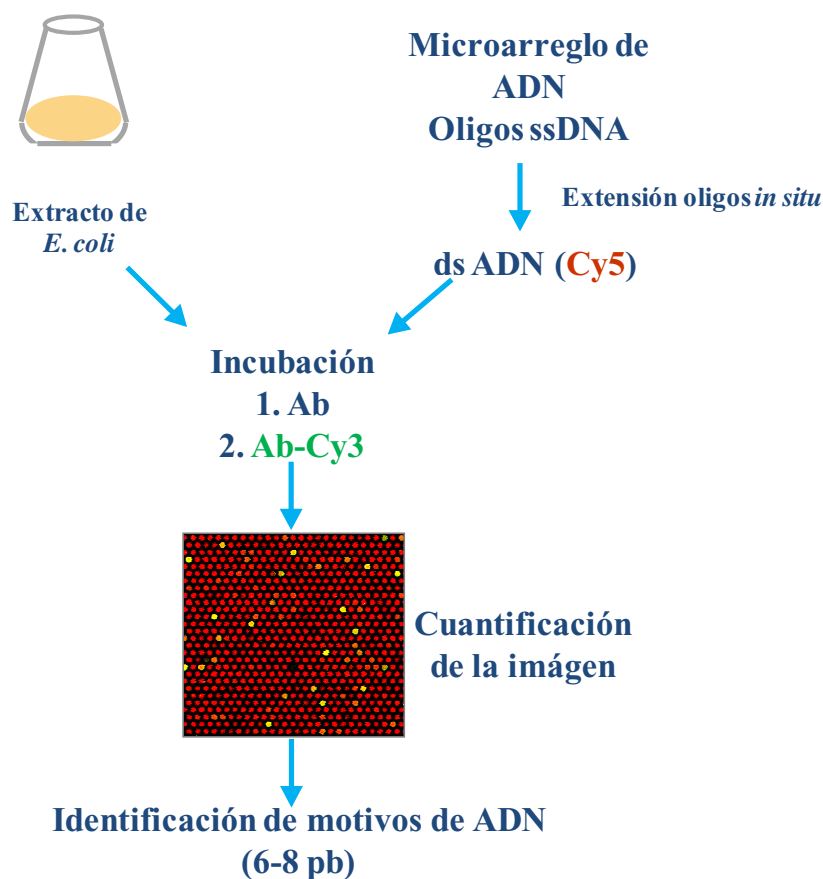 Microarreglo de
ADN
Oligos ssDNA
Extensión oligos in situ
Extracto de
E. coli
ds ADN (Cy5)
Incubación
1. Ab
2. Ab-Cy3
Cuantificación
de la imágen
Identificación de motivos de ADN
(6-8 pb)